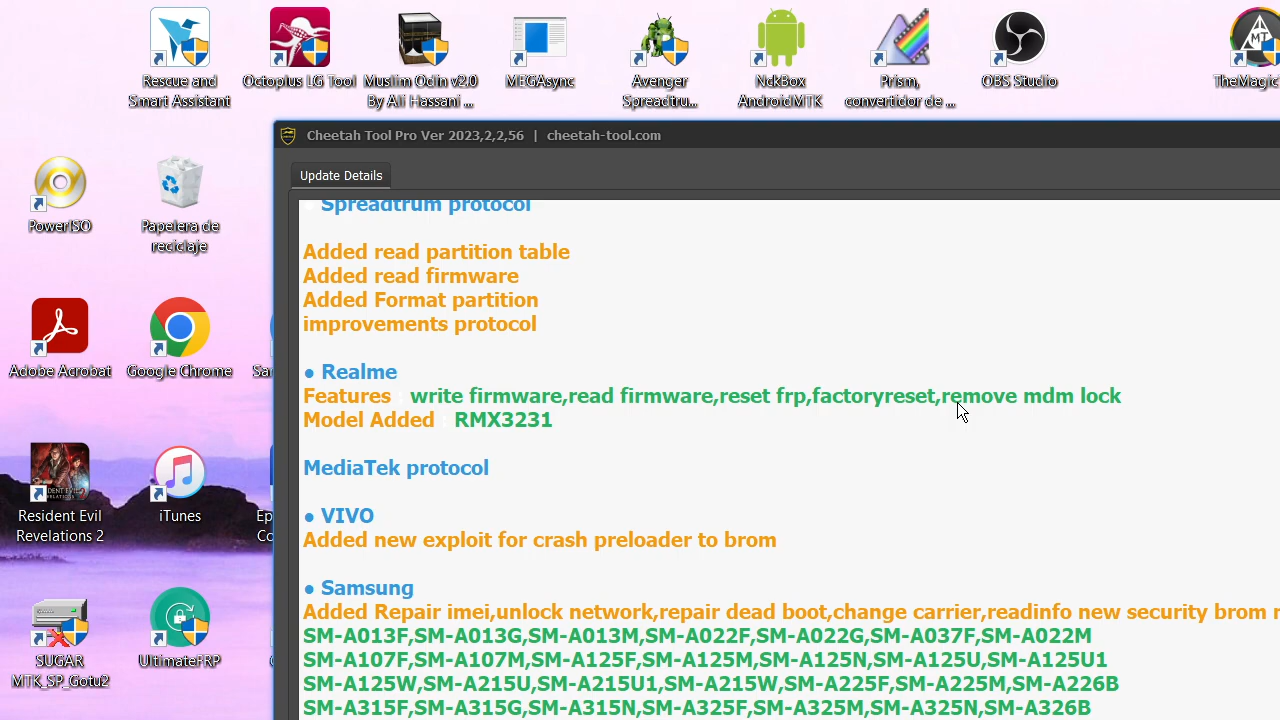 Rescue and
Smart Assistant
Octoplus LG Tool
Muslim Odin v2.0
By Ali Hassani ...
MEGAsync
Avenger
Spreadtru...
NckBox
AndroidMTK
Prism,
convertidor de ...
OBS Studio
TheMagic
Cheetah Tool Pro Ver 2023,2,2,56 | cheetah-tool.com
Update Details
PowerISO
Papelera de
reciclaje
Adobe Acrobat
Google Chrome
Resident Evil
Revelations 2
iTunes
SUGAR
MTK_SP_Gotu2
UltimateFRP
Spreadtrum protocol
Added read partition table
Added read firmware
Added Format partition
improvements protocol
● Realme
Features : write firmware,read firmware,reset frp,factoryreset,remove mdm lock
Model Added : RMX3231
MediaTek protocol
● VIVO
Added new exploit for crash preloader to brom
● Samsung
Added Repair imei,unlock network,repair dead boot,change carrier,readinfo new security brom
SM-A013F,SM-A013G,SM-A013M,SM-A022F,SM-A022G,SM-A037F,SM-A022M
SM-A107F,SM-A107M,SM-A125F,SM-A125M,SM-A125N,SM-A125U,SM-A125U1
SM-A125W,SM-A215U,SM-A215U1,SM-A215W,SM-A225F,SM-A225M,SM-A226B
SM-A315F,SM-A315G,SM-A315N,SM-A325F,SM-A325M,SM-A325N,SM-A326B